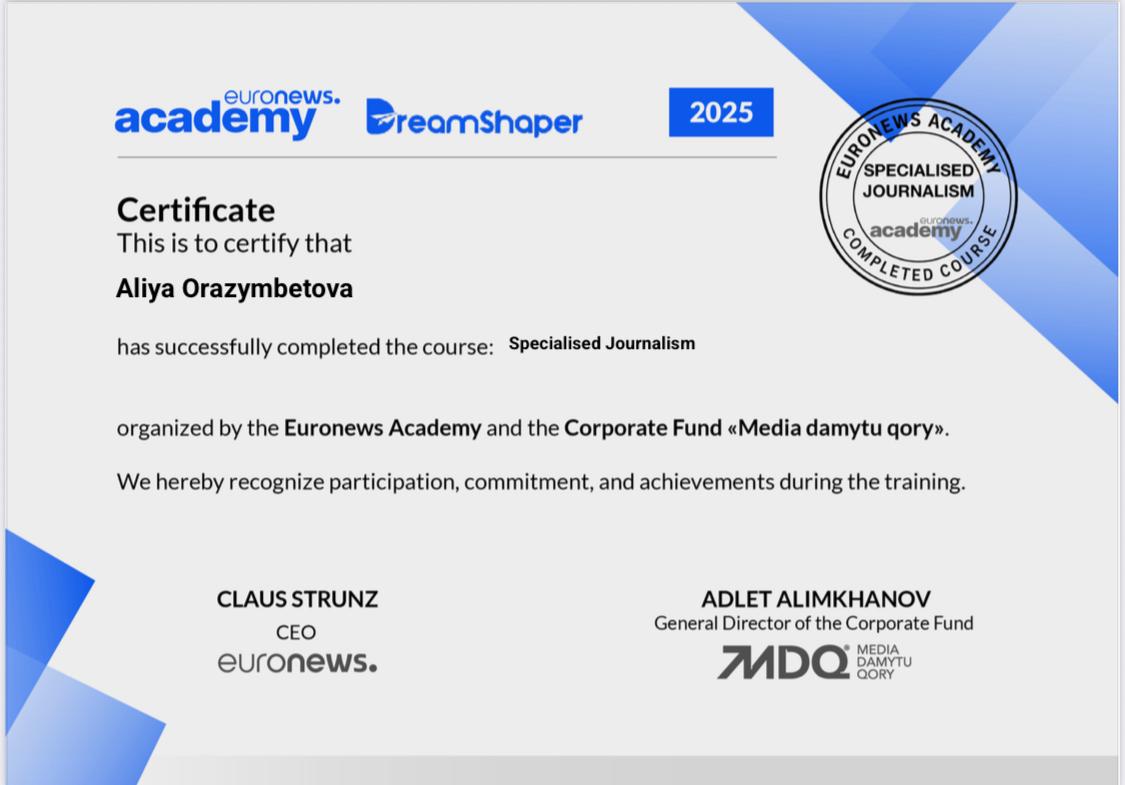 euronews.
academy
DreamShaper
2025
EURONEWS ACADEMY
SPECIALISED
JOURNALISM
euronews.
academy
COMPLETED COURSE
Certificate
This is to certify that
Aliya Orazymbetova
has successfully completed the course: Specialised Journalism
organized by the Euronews Academy and the Corporate Fund «Media damytu qory».
We hereby recognize participation, commitment, and achievements during the training.
CLAUS STRUNZ
CEO
euronews.
ADLET ALIMKHANOV
General Director of the Corporate Fund
MDQ® MEDIA
DAMYTU
QORY